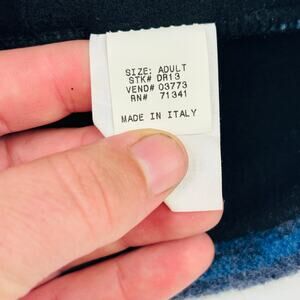 SIZE: ADULT
STK# DR13
VEND# 03773
RN# 71341
MADE IN ITALY